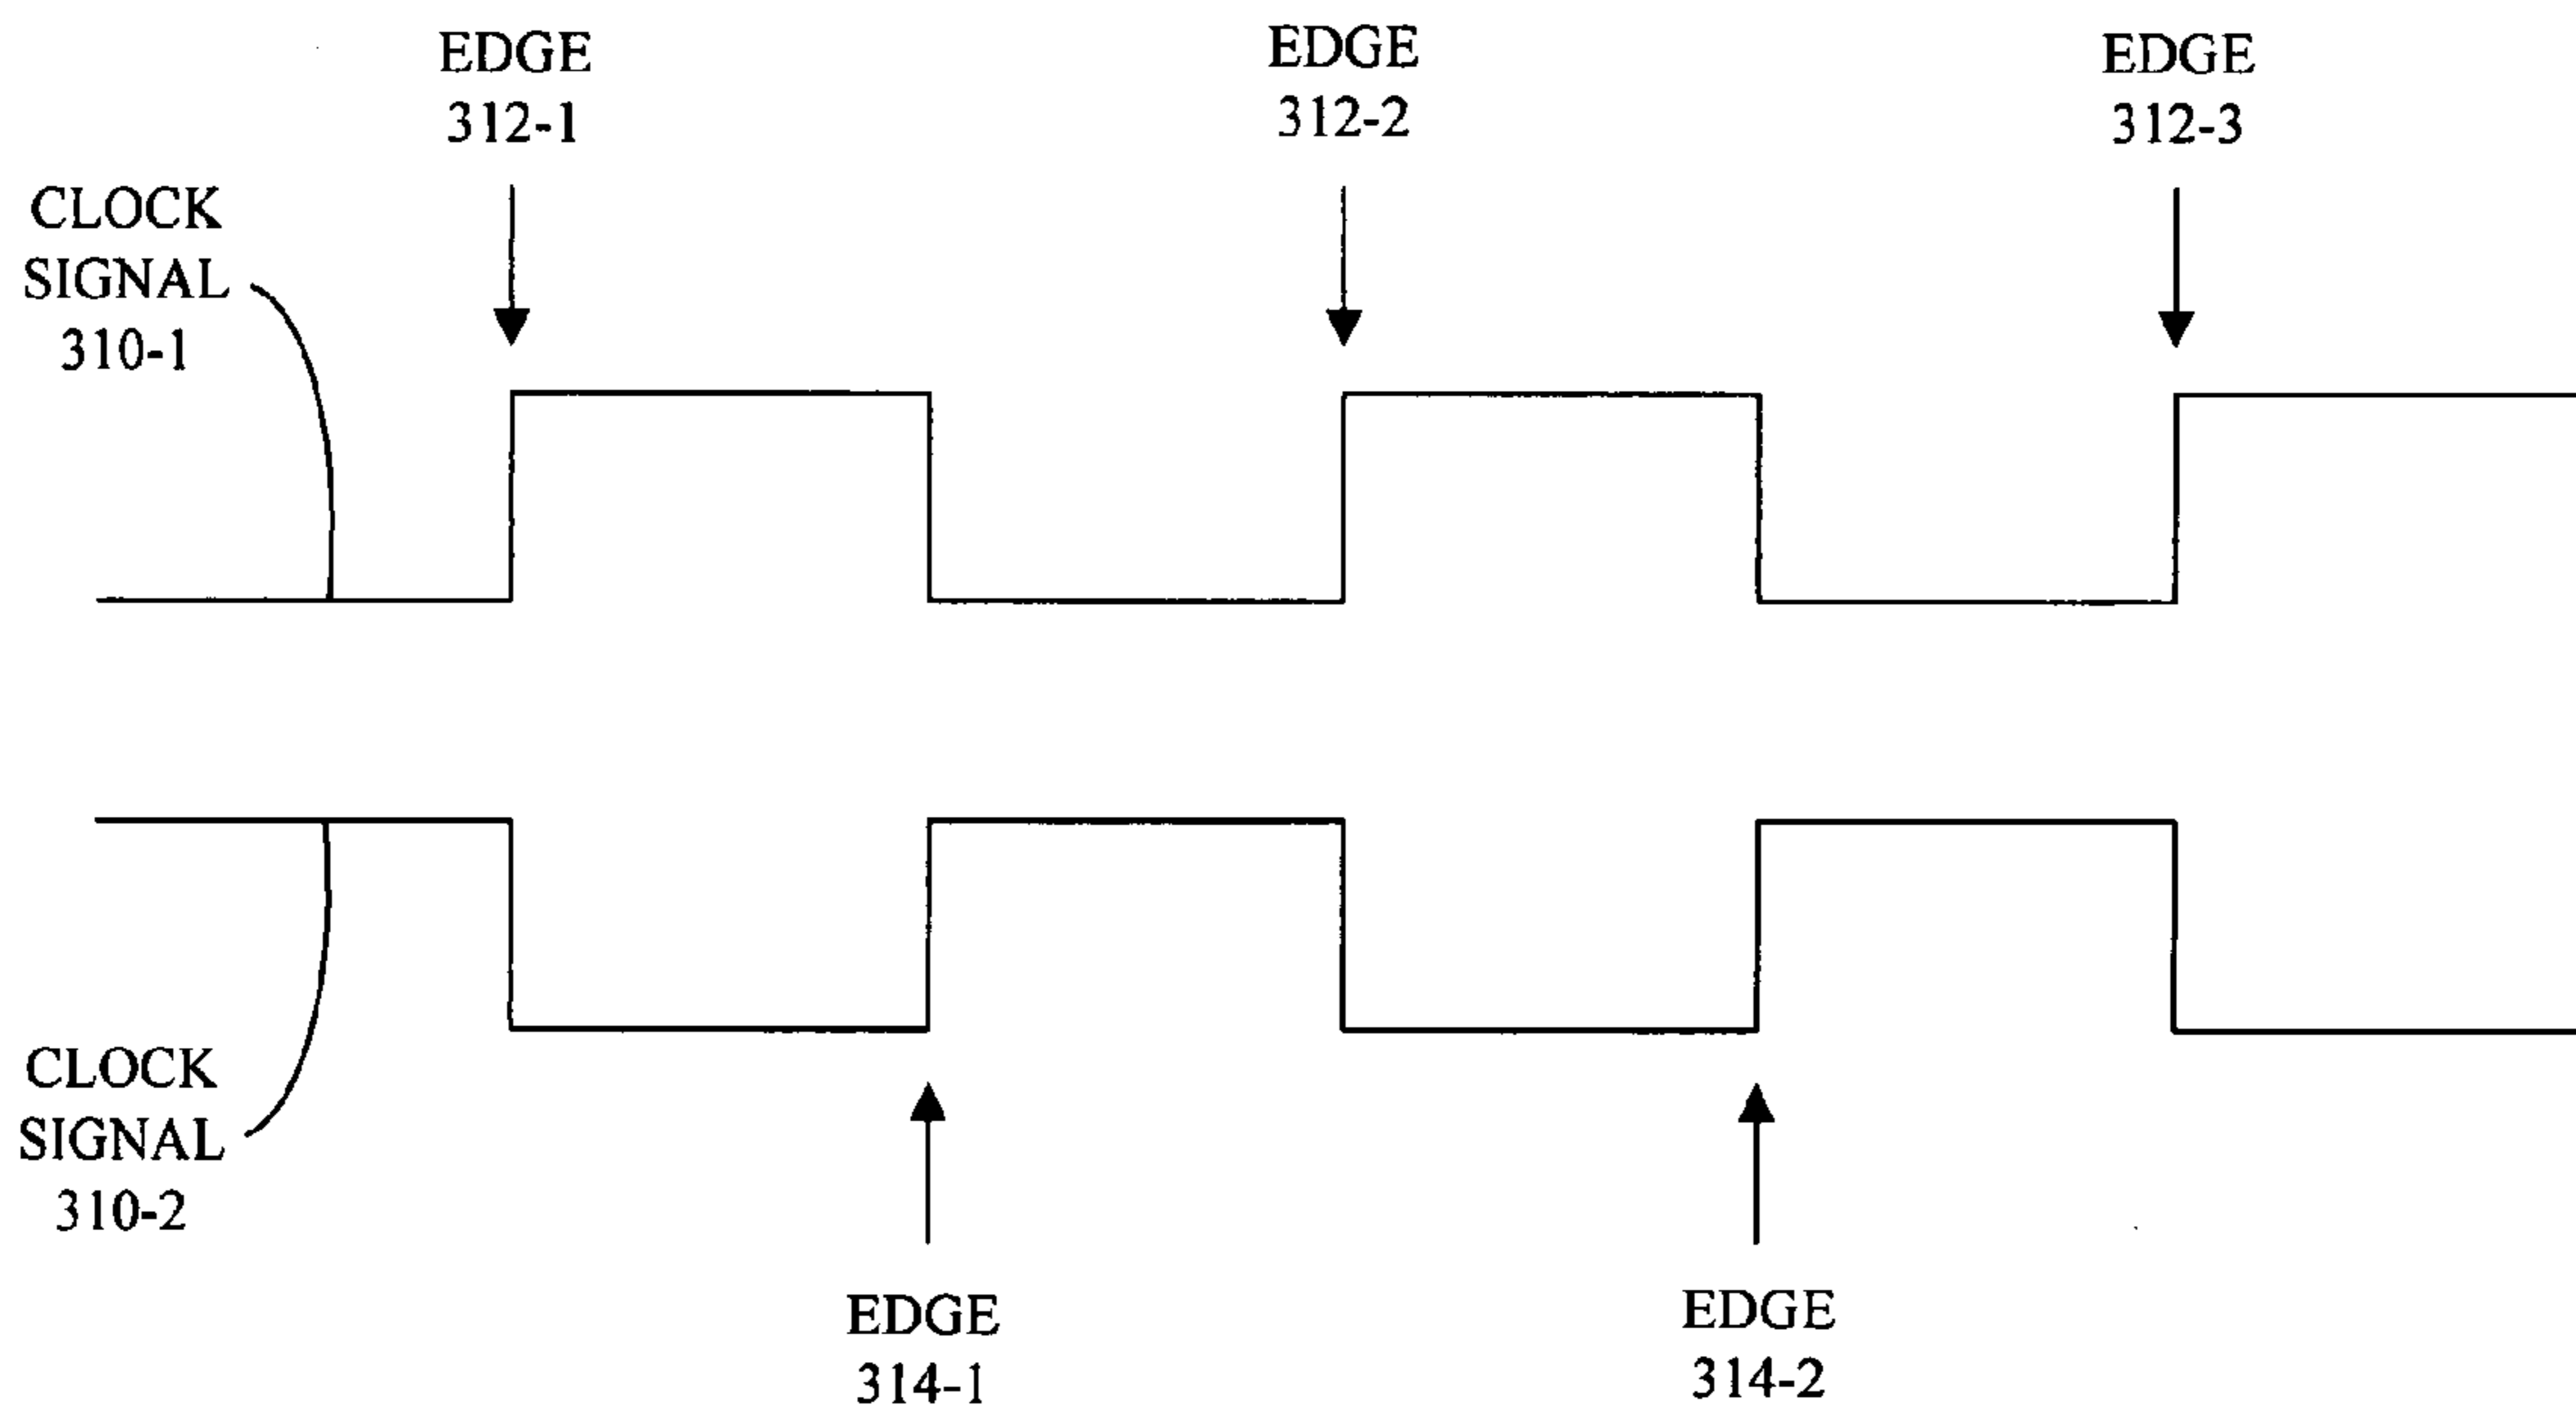 EDGE
312-1
EDGE
312-2
EDGE
312-3
CLOCK
SIGNAL
310-1
CLOCK
SIGNAL
310-2
EDGE
314-1
EDGE
314-2